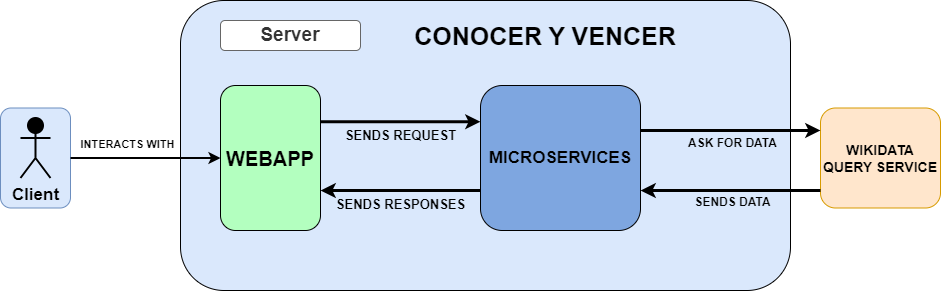 Server
CONOCER Y VENCER
Client
INTERACTS WITH
WEBAPP
SENDS REQUEST
SENDS RESPONSES
MICROSERVICES
ASK FOR DATA
SENDS DATA
WIKIDATA
QUERY SERVICE